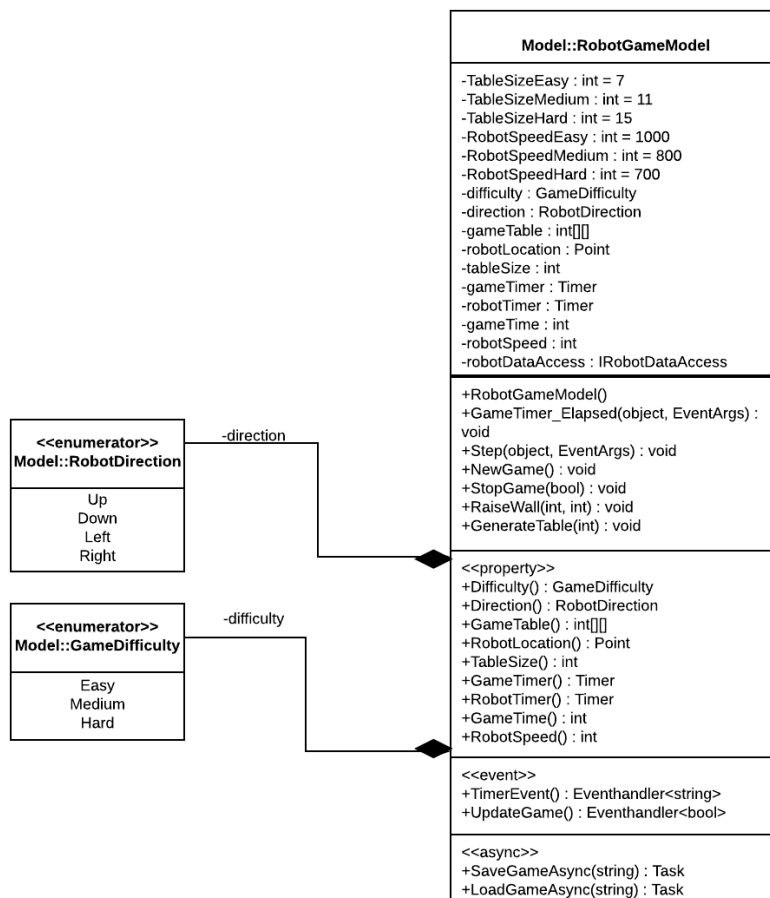 Model::RobotGameModel
-TableSizeEasy : int = 7
-TableSizeMedium : int = 11
-TableSizeHard : int = 15
-RobotSpeedEasy : int = 1000
-RobotSpeedMedium : int = 800
-RobotSpeedHard : int = 700
-difficulty : GameDifficulty
-direction : RobotDirection
-gameTable : int[][]
-robotLocation : Point
-tableSize : int
-gameTimer : Timer
-robotTimer : Timer
-gameTime : int
-robotSpeed : int
-robotDataAccess : IRobotDataAccess
+RobotGameModel()
+GameTimer_Elapsed(object, EventArgs) :
void
+Step(object, EventArgs) : void
+NewGame() : void
+StopGame(bool) : void
+RaiseWall(int, int) : void
+GenerateTable(int) : void
<<property>>
+Difficulty() : GameDifficulty
+Direction() : RobotDirection
+GameTable() : int[][]
+RobotLocation() : Point
+TableSize() : int
+GameTimer() : Timer
+RobotTimer() : Timer
+GameTime() : int
+RobotSpeed() : int
<<event>>
+TimerEvent() : Eventhandler<string>
+UpdateGame() : Eventhandler<bool>
<<async>>
+SaveGameAsync(string) : Task
+LoadGameAsync(string) : Task
-direction
<<enumerator>>
Model::RobotDirection
Up
Down
Left
Right
-difficulty
<<enumerator>>
Model::GameDifficulty
Easy
Medium
Hard